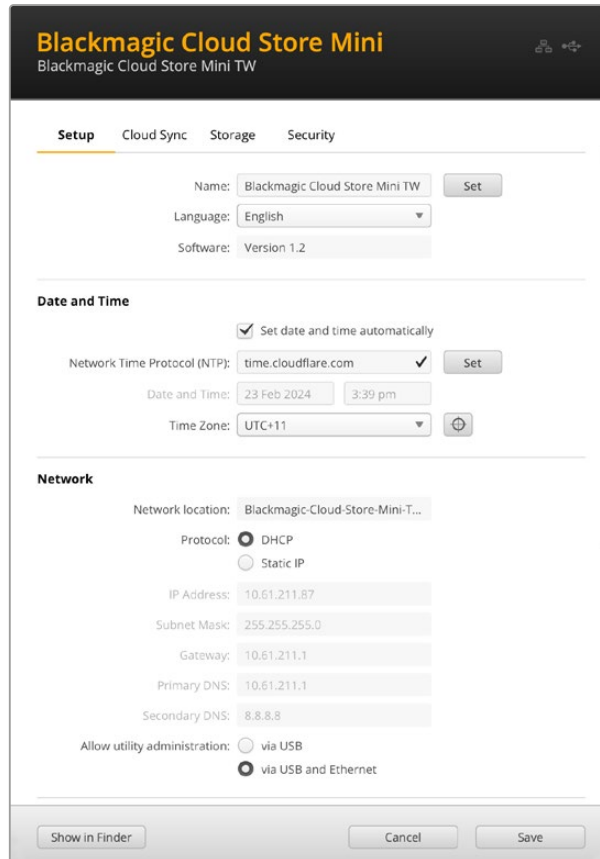 Blackmagic Cloud Store Mini
Blackmagic Cloud Store Mini TW
Setup Cloud Sync Storage Security
Name: Blackmagic Cloud Store Mini TW Set
Language: English
Software: Version 1.2
Date and Time
Set date and time automatically
Network Time Protocol (NTP): time.cloudflare.com Set
Date and Time: 23 Feb 2024 3:39 pm
Time Zone: UTC+11
Network
Network location: Blackmagic-Cloud-Store-Mini-T...
Protocol: DHCP
Static IP
IP Address: 10.61.211.87
Subnet Mask: 255.255.255.0
Gateway: 10.61.211.1
Primary DNS: 10.61.211.1
Secondary DNS: 8.8.8.8
Allow utility administration: via USB
via USB and Ethernet
Show in Finder Cancel Save